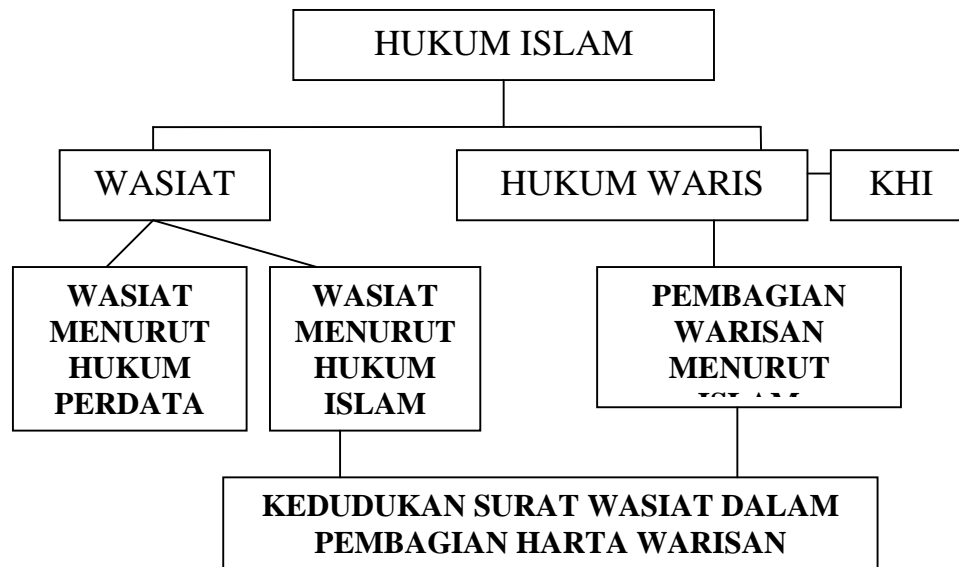 HUKUM ISLAM
WASIAT
HUKUM WARIS
KHI
WASIAT
MENURUT
HUKUM
PERDATA
WASIAT
MENURUT
HUKUM
ISLAM
PEMBAGIAN
WARISAN
MENURUT
ISLAM
KEDUDUKAN SURAT WASIAT DALAM
PEMBAGIAN HARTA WARISAN